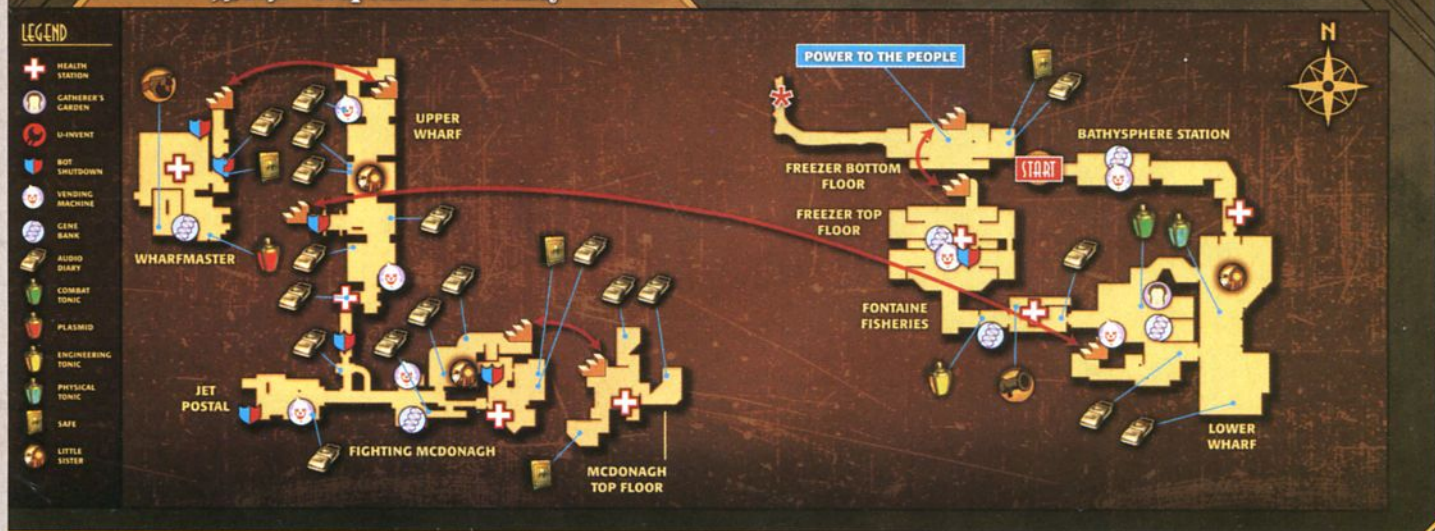 LEGEND
HEALTH
STATION
GATHERER'S
GARDEN
U-INVENT
BOT
SHUTDOWN
VENDING
MACHINE
GENE
BANK
AUDIO
DIARY
COMBAT
TONIC
PLASMID
ENGINEERING
TONIC
PHYSICAL
TONIC
SAFE
LITTLE
SISTER
UPPER
WHARF
WHARFMASTER
JET
POSTAL
FIGHTING MCDONAGH
MCDONAGH
TOP FLOOR
POWER TO THE PEOPLE
N
BATHYSPHERE STATION
START
FREEZER BOTTOM
FLOOR
FREEZER TOP
FLOOR
FONTAINE
FISHERIES
LOWER
WHARF